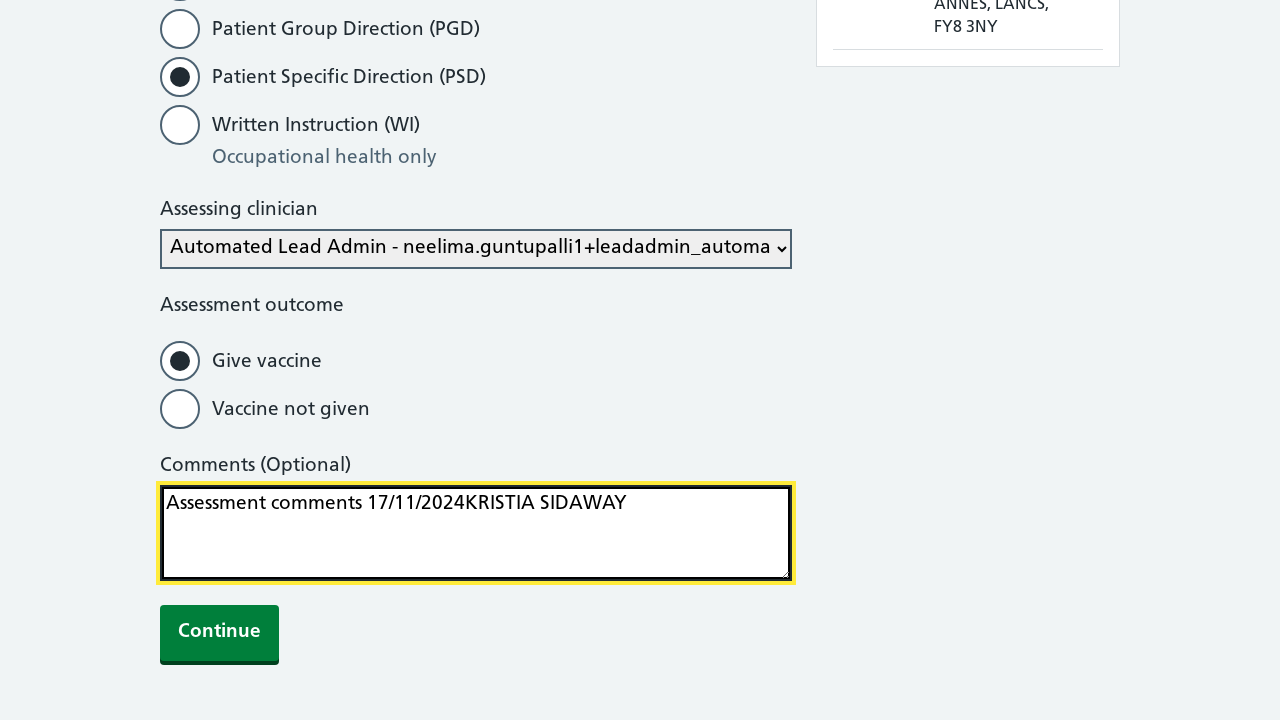 Patient Group Direction (PGD)
Patient Specific Direction (PSD)
Written Instruction (WI)
Occupational health only
Assessing clinician
Automated Lead Admin - neelima.guntupalli1+leadadmin_automa
Assessment outcome
Give vaccine
Vaccine not given
Comments (Optional)
Assessment comments 17/11/2024KRISTIA SIDAWAY
Continue
ANNES, LANCS,
FY8 3NY